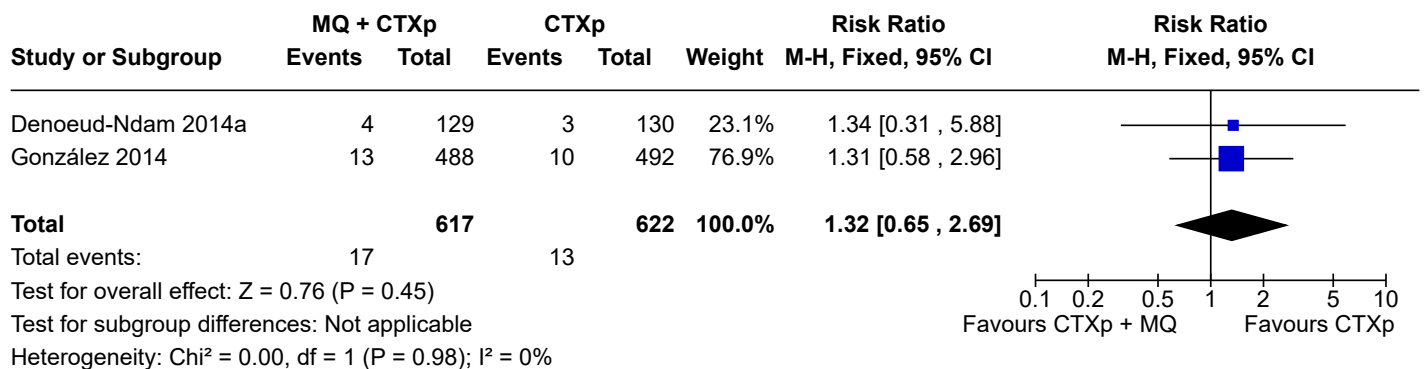 MQ + CTXp CTXp Risk Ratio Risk Ratio
Study or Subgroup Events Total Events Total Weight M-H, Fixed, 95% CI M-H, Fixed, 95% CI
Denoeud-Ndam 2014a 4 129 3 130 23.1% 1.34 [0.31 , 5.88]
González 2014 13 488 10 492 76.9% 1.31 [0.58 , 2.96]
Total 617 622 100.0% 1.32 [0.65 , 2.69]
Total events: 17 13
Test for overall effect: Z = 0.76 (P = 0.45)
0.1 0.2 0.5 1 2 5 10
Test for subgroup differences: Not applicable Favours CTXp + MQ Favours CTXp
Heterogeneity: Chi² = 0.00, df = 1 (P = 0.98); I² = 0%